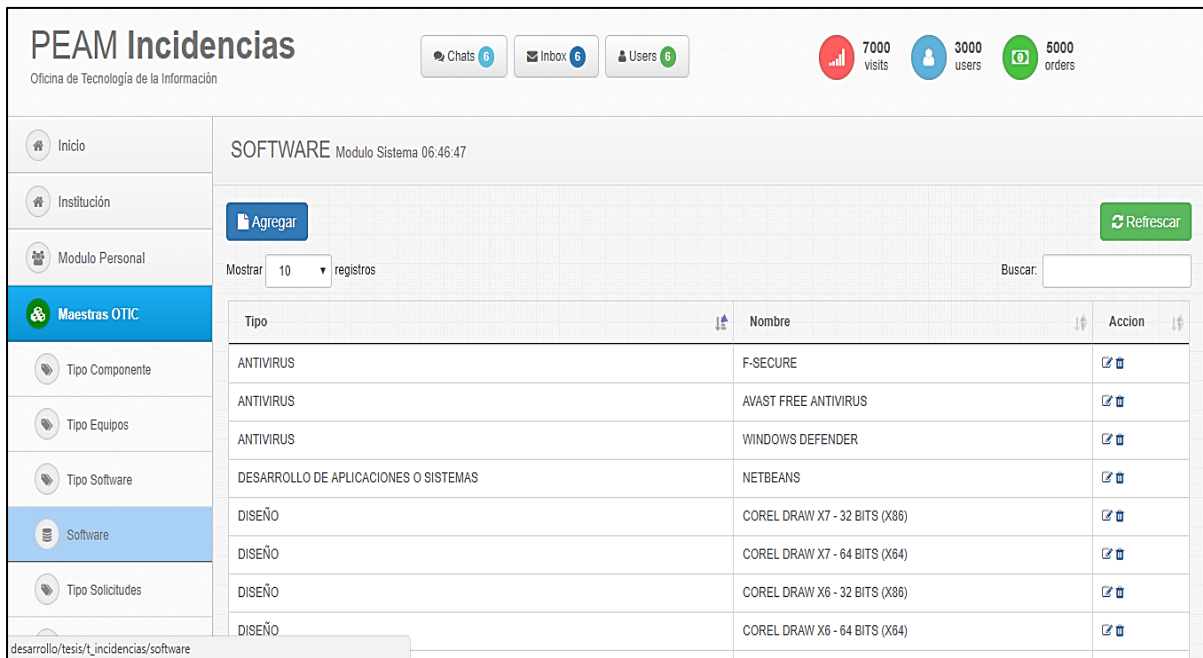 PEAM Incidencias
Oficina de Tecnología de la Información
Chats 6
Inbox 6
Users 6
7000 visits
3000 users
5000 orders
Inicio
Institución
Modulo Personal
Maestras OTIC
Tipo Componente
Tipo Equipos
Tipo Software
Software
Tipo Solicitudes
desarrollo/tesis/t_incidencias/software
SOFTWARE Modulo Sistema 06:46:47
Agregar
Refrescar
Mostrar 10 registros
Buscar:
Tipo Nombre Accion
ANTIVIRUS F-SECURE
ANTIVIRUS AVAST FREE ANTIVIRUS
ANTIVIRUS WINDOWS DEFENDER
DESARROLLO DE APLICACIONES O SISTEMAS NETBEANS
DISEÑO COREL DRAW X7 - 32 BITS (X86)
DISEÑO COREL DRAW X7 - 64 BITS (X64)
DISEÑO COREL DRAW X6 - 32 BITS (X86)
DISEÑO COREL DRAW X6 - 64 BITS (X64)